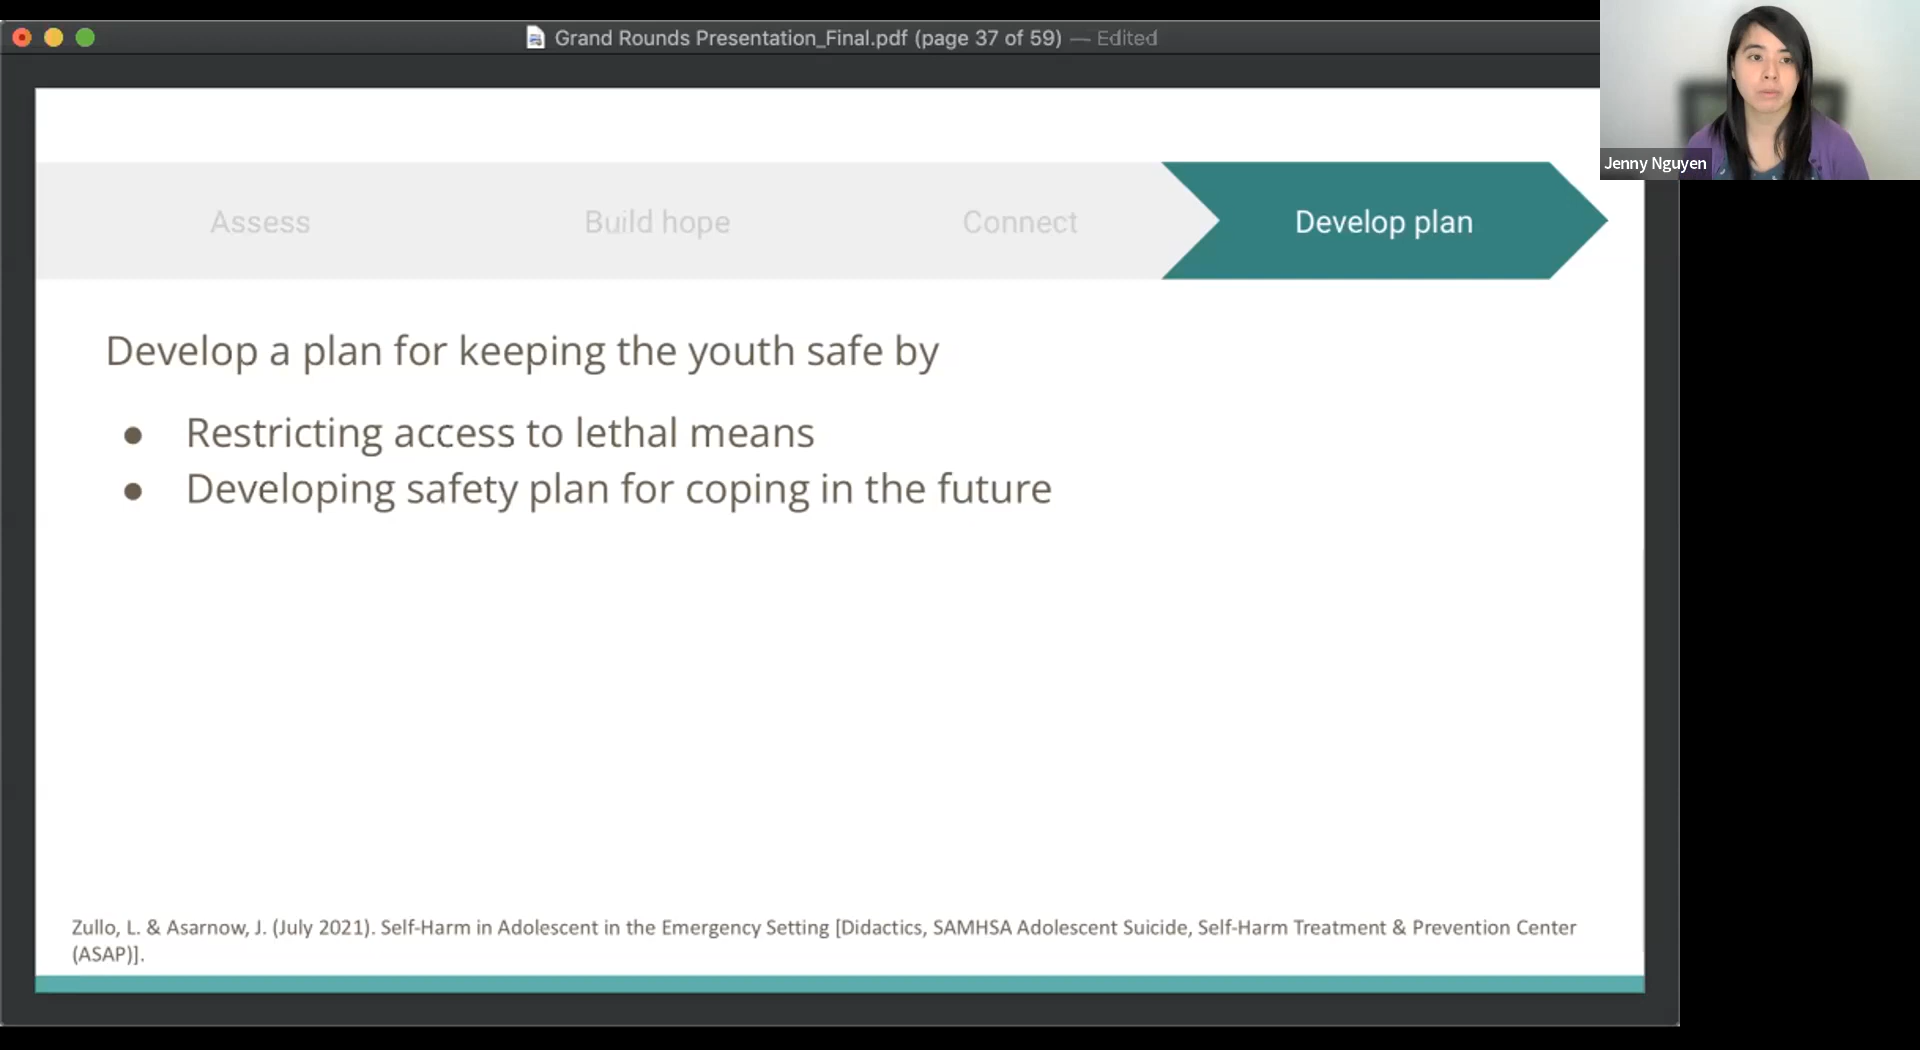 Grand Rounds Presentation_Final.pdf (page 37 of 59) — Edited
Jenny Nguyen
Assess
Build hope
Connect
Develop plan
Develop a plan for keeping the youth safe by
● Restricting access to lethal means
● Developing safety plan for coping in the future
Zullo, L. & Asarnow, J. (July 2021). Self-Harm in Adolescent in the Emergency Setting [Didactics, SAMHSA Adolescent Suicide, Self-Harm Treatment & Prevention Center
(ASAP)].